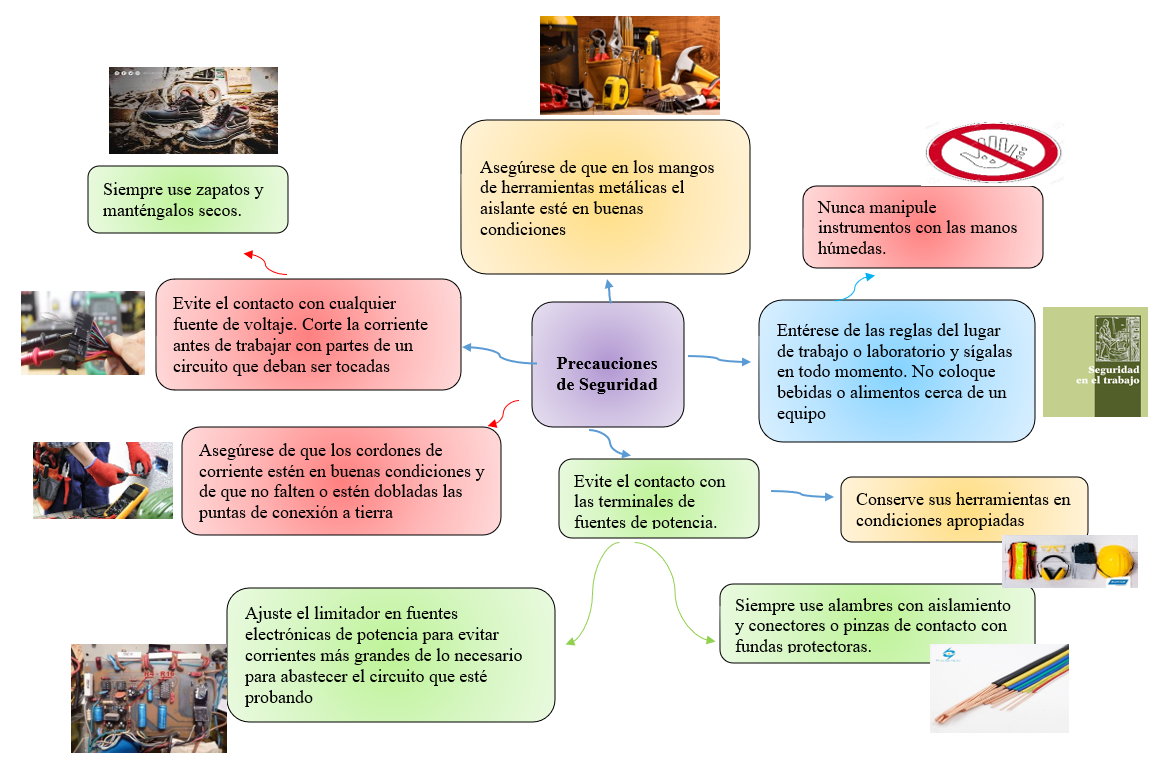 Asegúrese de que en los mangos
de herramientas metálicas el
aislante esté en buenas
condiciones
Siempre use zapatos y
manténgalos secos.
Nunca manipule
instrumentos con las manos
húmedas.
Evite el contacto con cualquier
fuente de voltaje. Corte la corriente
antes de trabajar con partes de un
circuito que deban ser tocadas
Precauciones
de Seguridad
Entérese de las reglas del lugar
de trabajo o laboratorio y sígalas
en todo momento. No coloque
bebidas o alimentos cerca de un
equipo
Seguridad
en el trabajo
Asegúrese de que los cordones de
corriente estén en buenas condiciones y
de que no falten o estén dobladas las
puntas de conexión a tierra
Evite el contacto con
las terminales de
fuentes de potencia.
Conserve sus herramientas en
condiciones apropiadas
Ajuste el limitador en fuentes
electrónicas de potencia para evitar
corrientes más grandes de lo necesario
para abastecer el circuito que esté
probando
Siempre use alambres con aislamiento
y conectores o pinzas de contacto con
fundas protectoras.